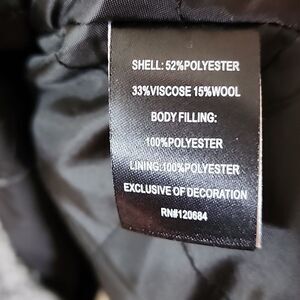 SHELL: 52%POLYESTER
33%VISCOSE 15%WOOL
BODY FILLING:
100%POLYESTER
LINING:100%POLYESTER
EXCLUSIVE OF DECORATION
RN#120684